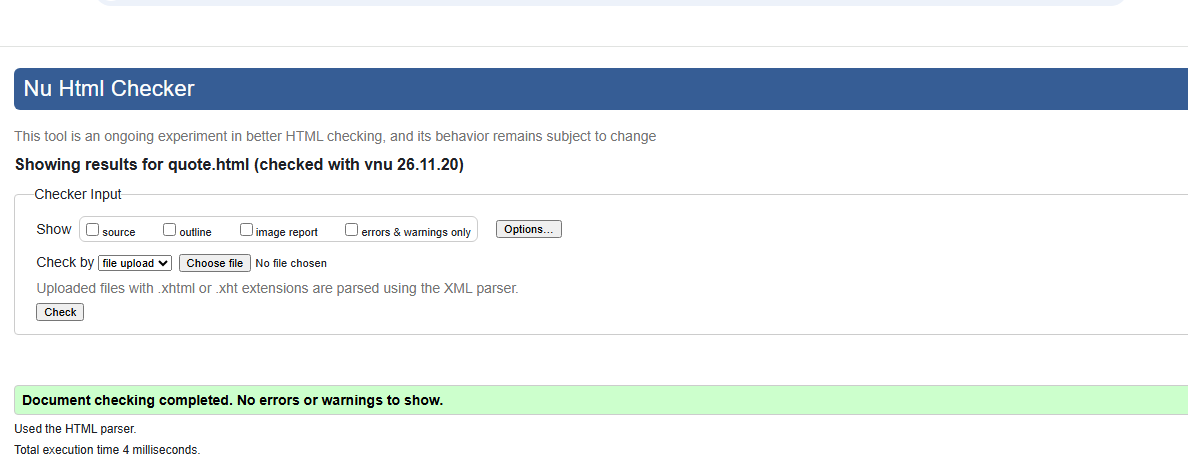 Nu Html Checker
This tool is an ongoing experiment in better HTML checking, and its behavior remains subject to change
Showing results for quote.html (checked with vnu 26.11.20)
Checker Input
Show source outline image report errors & warnings only Options...
Check by file upload Choose file No file chosen
Uploaded files with .xhtml or .xht extensions are parsed using the XML parser.
Check
Document checking completed. No errors or warnings to show.
Used the HTML parser.
Total execution time 4 milliseconds.